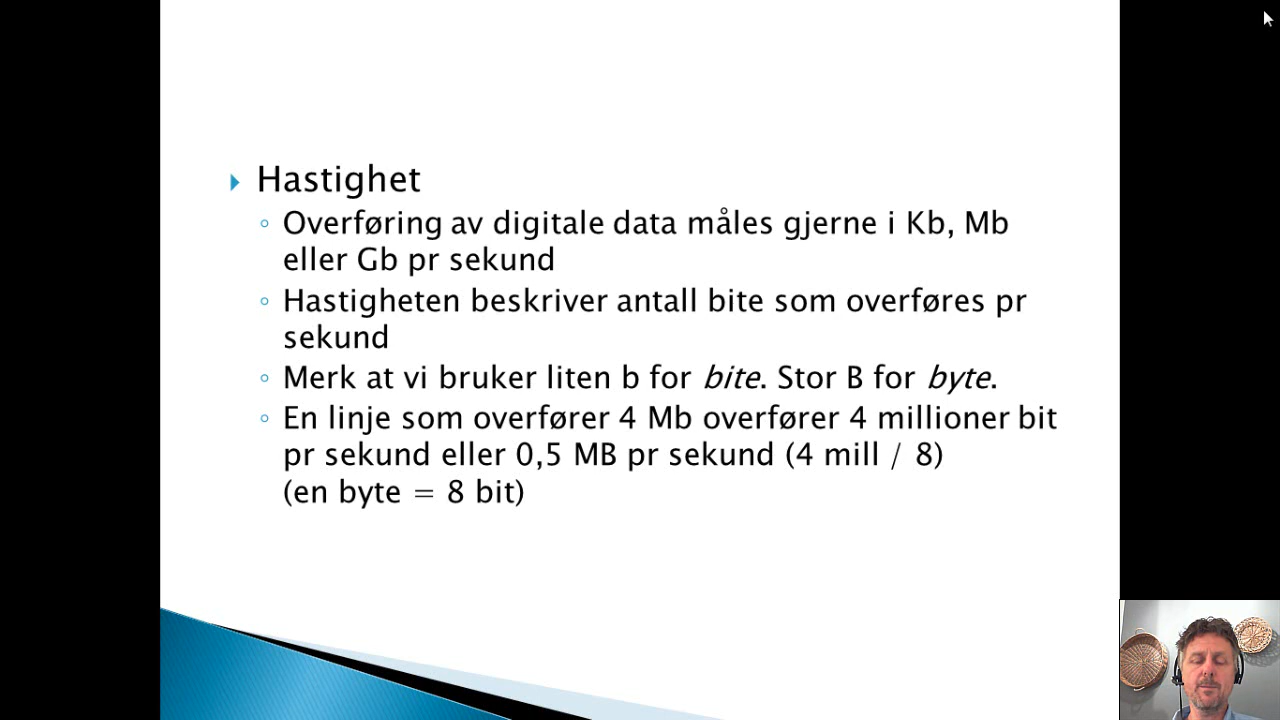 Hastighet
Overføring av digitale data måles gjerne i Kb, Mb
eller Gb pr sekund
Hastigheten beskriver antall bite som overføres pr
sekund
Merk at vi bruker liten b for bite. Stor B for byte.
En linje som overfører 4 Mb overfører 4 millioner bit
pr sekund eller 0,5 MB pr sekund (4 mill / 8)
(en byte = 8 bit)